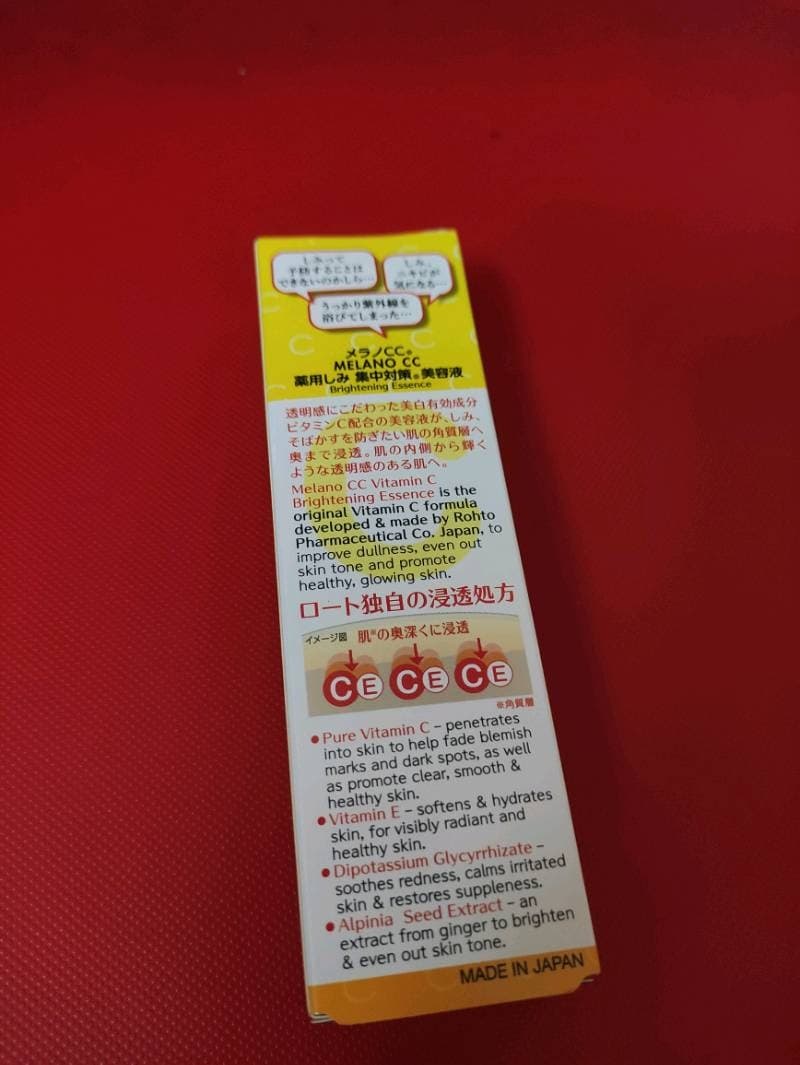 しみって
予防することは
できないのかしら…
しみ、
ニキビが
気になる…
うっかり紫外線を
浴びてしまった…
メラノCC®
MELANO CC
薬用しみ 集中対策®美容液
Brightening Essence
透明感にこだわった美白有効成分
ビタミンC配合の美容液が、しみ、
そばかすを防ぎたい肌の角質層へ
奥まで浸透。肌の内側から輝く
ような透明感のある肌へ。
Melano CC Vitamin C
Brightening Essence is the
original Vitamin C formula
developed & made by Rohto
Pharmaceutical Co. Japan, to
improve dullness, even out
skin tone and promote
healthy, glowing skin.
ロート独自の浸透処方
イメージ図 肌※の奥深くに浸透
C E C E C E
※角質層
● Pure Vitamin C – penetrates
into skin to help fade blemish
marks and dark spots, as well
as promote clear, smooth &
healthy skin.
● Vitamin E – softens & hydrates
skin, for visibly radiant and
healthy skin.
● Dipotassium Glycyrrhizate –
soothes redness, calms irritated
skin & restores suppleness.
● Alpinia Seed Extract – an
extract from ginger to brighten
& even out skin tone.
MADE IN JAPAN